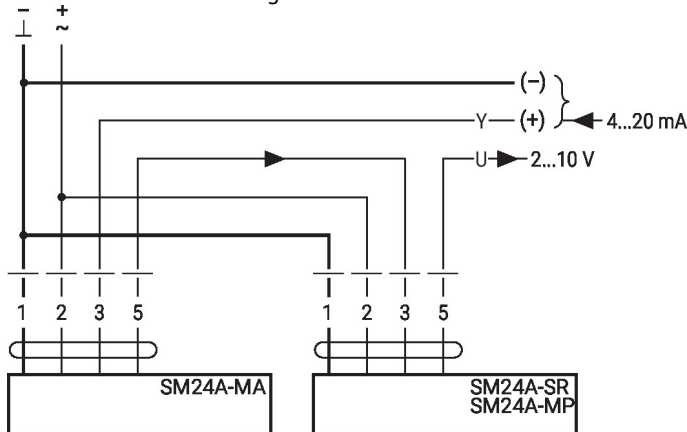 – +
⊥ ~
(–)
Y (+) 4...20 mA
U 2...10 V
1 2 3 5 1 2 3 5
SM24A-MA SM24A-SR
SM24A-MP